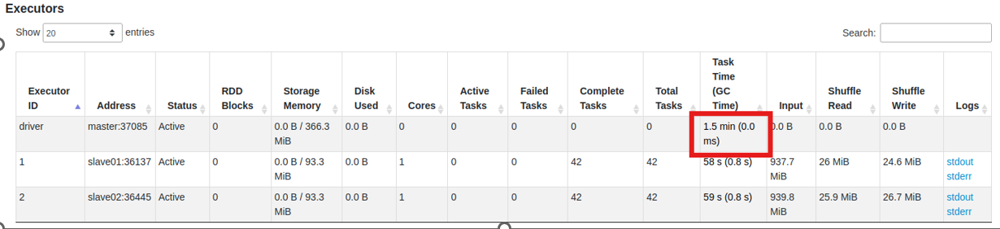 Executors
Show 20 entries Search:
Executor ID Address Status RDD Blocks Storage Memory Disk Used Cores Active Tasks Failed Tasks Complete Tasks Total Tasks Task Time (GC Time) Input Shuffle Read Shuffle Write Logs
driver master:37085 Active 0 0.0 B / 366.3 MiB 0.0 B 0 0 0 0 0 1.5 min (0.0 ms) 0.0 B 0.0 B 0.0 B
1 slave01:36137 Active 0 0.0 B / 93.3 MiB 0.0 B 1 0 0 42 42 58 s (0.8 s) 937.7 MiB 26 MiB 24.6 MiB stdout stderr
2 slave02:36445 Active 0 0.0 B / 93.3 MiB 0.0 B 1 0 0 42 42 59 s (0.8 s) 939.8 MiB 25.9 MiB 26.7 MiB stdout stderr